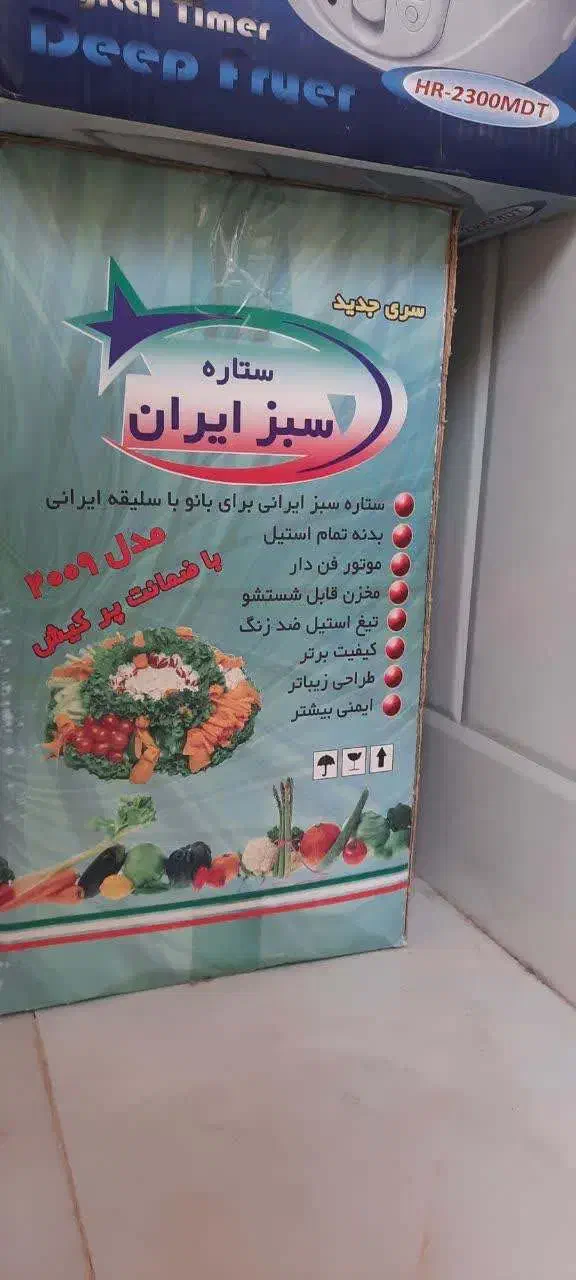 Digital Timer
Deep Fryer
HR-2300MDT
سری جدید
ستاره
سبز ایران
ستاره سبز ایرانی برای بانو با سلیقه ایرانی
بدنه تمام استیل
موتور فن دار
مخزن قابل شستشو
تیغ استیل ضد زنگ
کیفیت برتر
طراحی زیباتر
ایمنی بیشتر
مدل ۲۰۰۹
با ضمانت پر کیش